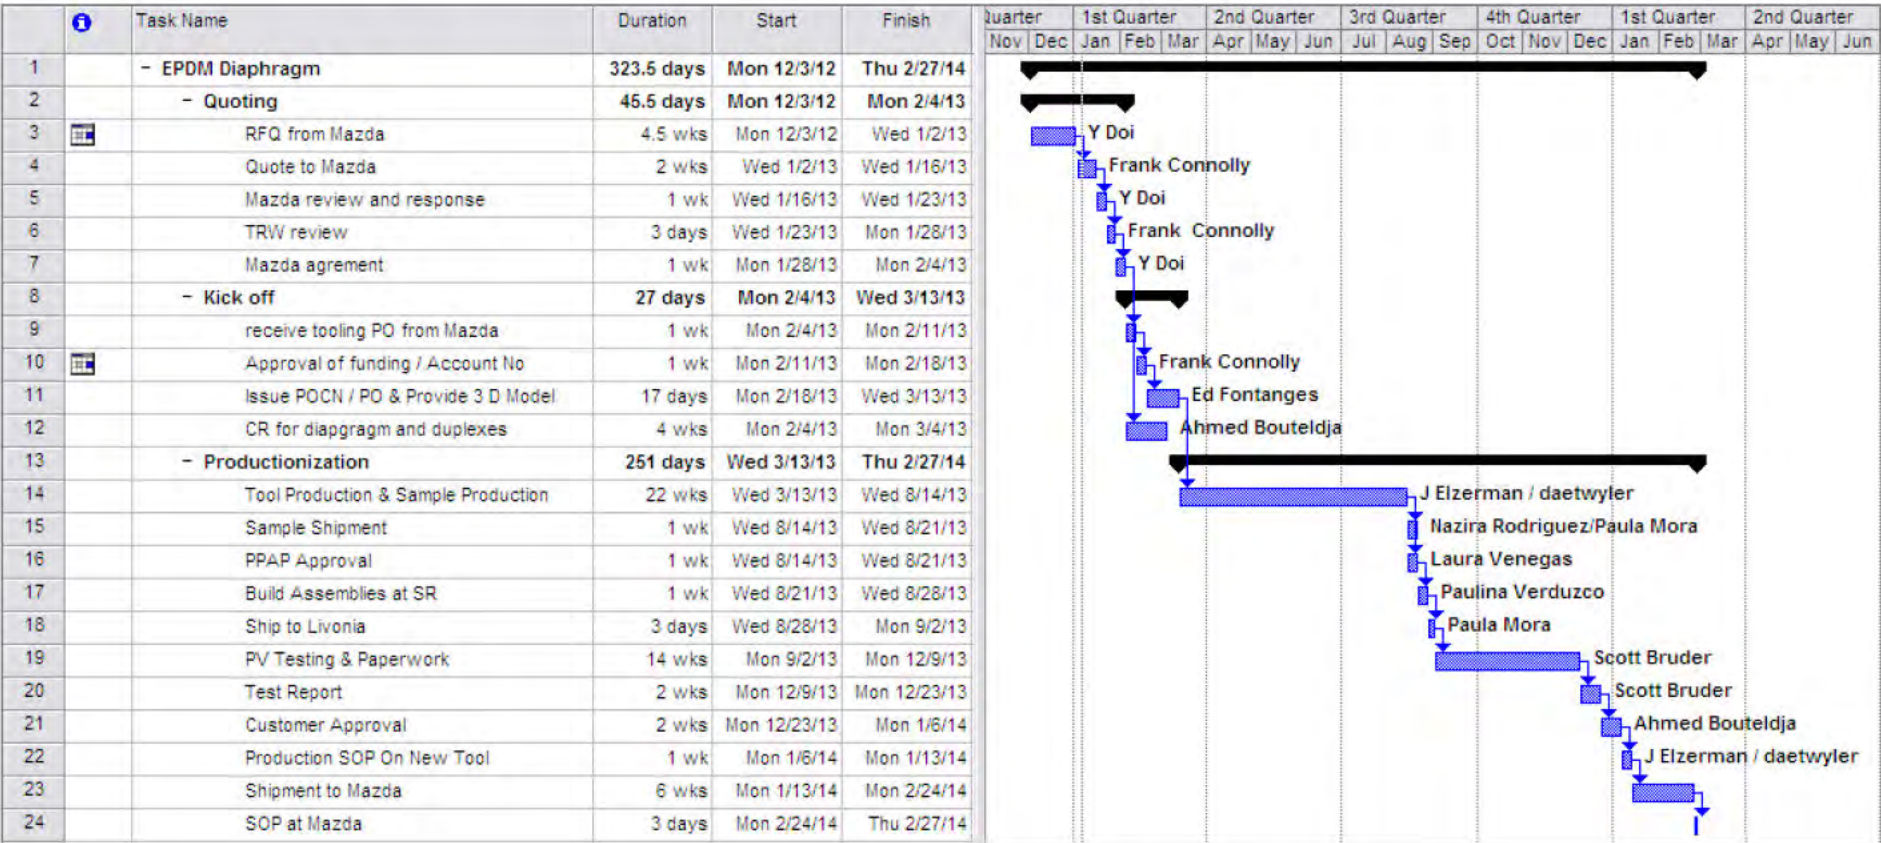 Task Name Duration Start Finish uarter 1st Quarter 2nd Quarter 3rd Quarter 4th Quarter 1st Quarter 2nd Quarter
Nov Dec Jan Feb Mar Apr May Jun Jul Aug Sep Oct Nov Dec Jan Feb Mar Apr May Jun
1 − EPDM Diaphragm 323.5 days Mon 12/3/12 Thu 2/27/14
2 − Quoting 45.5 days Mon 12/3/12 Mon 2/4/13
3 RFQ from Mazda 4.5 wks Mon 12/3/12 Wed 1/2/13 Y Doi
4 Quote to Mazda 2 wks Wed 1/2/13 Wed 1/16/13 Frank Connolly
5 Mazda review and response 1 wk Wed 1/16/13 Wed 1/23/13 Y Doi
6 TRW review 3 days Wed 1/23/13 Mon 1/28/13 Frank Connolly
7 Mazda agrement 1 wk Mon 1/28/13 Mon 2/4/13 Y Doi
8 − Kick off 27 days Mon 2/4/13 Wed 3/13/13
9 receive tooling PO from Mazda 1 wk Mon 2/4/13 Mon 2/11/13
10 Approval of funding / Account No 1 wk Mon 2/11/13 Mon 2/18/13 Frank Connolly
11 Issue POCN / PO & Provide 3 D Model 17 days Mon 2/18/13 Wed 3/13/13 Ed Fontanges
12 CR for diapgragm and duplexes 4 wks Mon 2/4/13 Mon 3/4/13 Ahmed Bouteldja
13 − Productionization 251 days Wed 3/13/13 Thu 2/27/14
14 Tool Production & Sample Production 22 wks Wed 3/13/13 Wed 8/14/13 J Elzerman / daetwyler
15 Sample Shipment 1 wk Wed 8/14/13 Wed 8/21/13 Nazira Rodriguez/Paula Mora
16 PPAP Approval 1 wk Wed 8/14/13 Wed 8/21/13 Laura Venegas
17 Build Assemblies at SR 1 wk Wed 8/21/13 Wed 8/28/13 Paulina Verduzco
18 Ship to Livonia 3 days Wed 8/28/13 Mon 9/2/13 Paula Mora
19 PV Testing & Paperwork 14 wks Mon 9/2/13 Mon 12/9/13 Scott Bruder
20 Test Report 2 wks Mon 12/9/13 Mon 12/23/13 Scott Bruder
21 Customer Approval 2 wks Mon 12/23/13 Mon 1/6/14 Ahmed Bouteldja
22 Production SOP On New Tool 1 wk Mon 1/6/14 Mon 1/13/14 J Elzerman / daetwyler
23 Shipment to Mazda 6 wks Mon 1/13/14 Mon 2/24/14
24 SOP at Mazda 3 days Mon 2/24/14 Thu 2/27/14